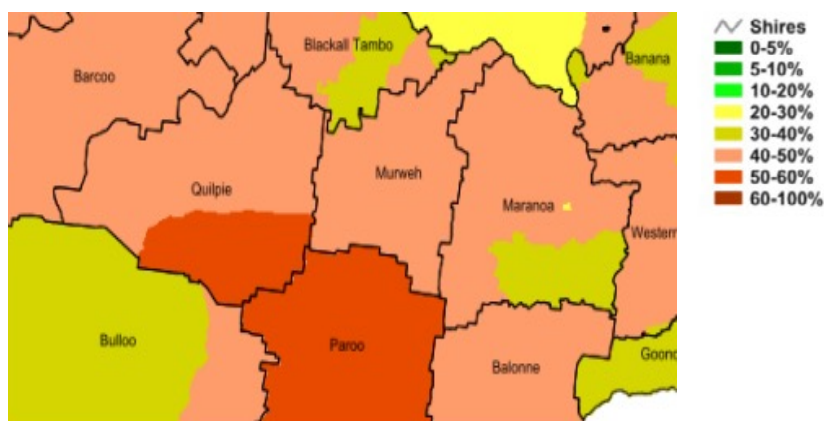 Blackall Tambo
Banana
Barcoo
Murweh
Quilpie
Maranoa
Western
Bulloo
Paroo
Balonne
Goond
Shires
0-5%
5-10%
10-20%
20-30%
30-40%
40-50%
50-60%
60-100%